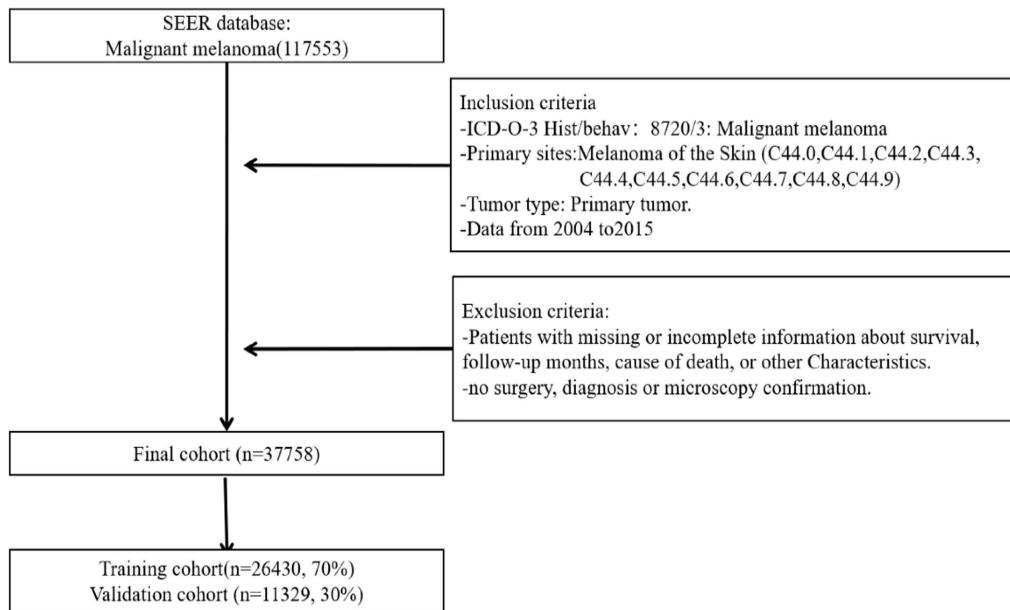 SEER database:
Malignant melanoma(117553)
Inclusion criteria
-ICD-O-3 Hist/behav：8720/3: Malignant melanoma
-Primary sites:Melanoma of the Skin (C44.0,C44.1,C44.2,C44.3,
C44.4,C44.5,C44.6,C44.7,C44.8,C44.9)
-Tumor type: Primary tumor.
-Data from 2004 to2015
Exclusion criteria:
-Patients with missing or incomplete information about survival,
follow-up months, cause of death, or other Characteristics.
-no surgery, diagnosis or microscopy confirmation.
Final cohort (n=37758)
Training cohort(n=26430, 70%)
Validation cohort (n=11329, 30%)